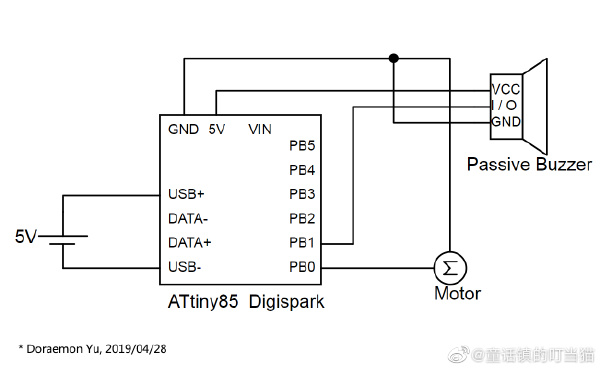 VCC
I / O
GND
Passive Buzzer
GND 5V VIN
PB5
PB4
USB+ PB3
DATA- PB2
5V
DATA+ PB1
USB- PB0
Σ
Motor
ATtiny85 Digispark
* Doraemon Yu, 2019/04/28
@童话镇的叮当猫